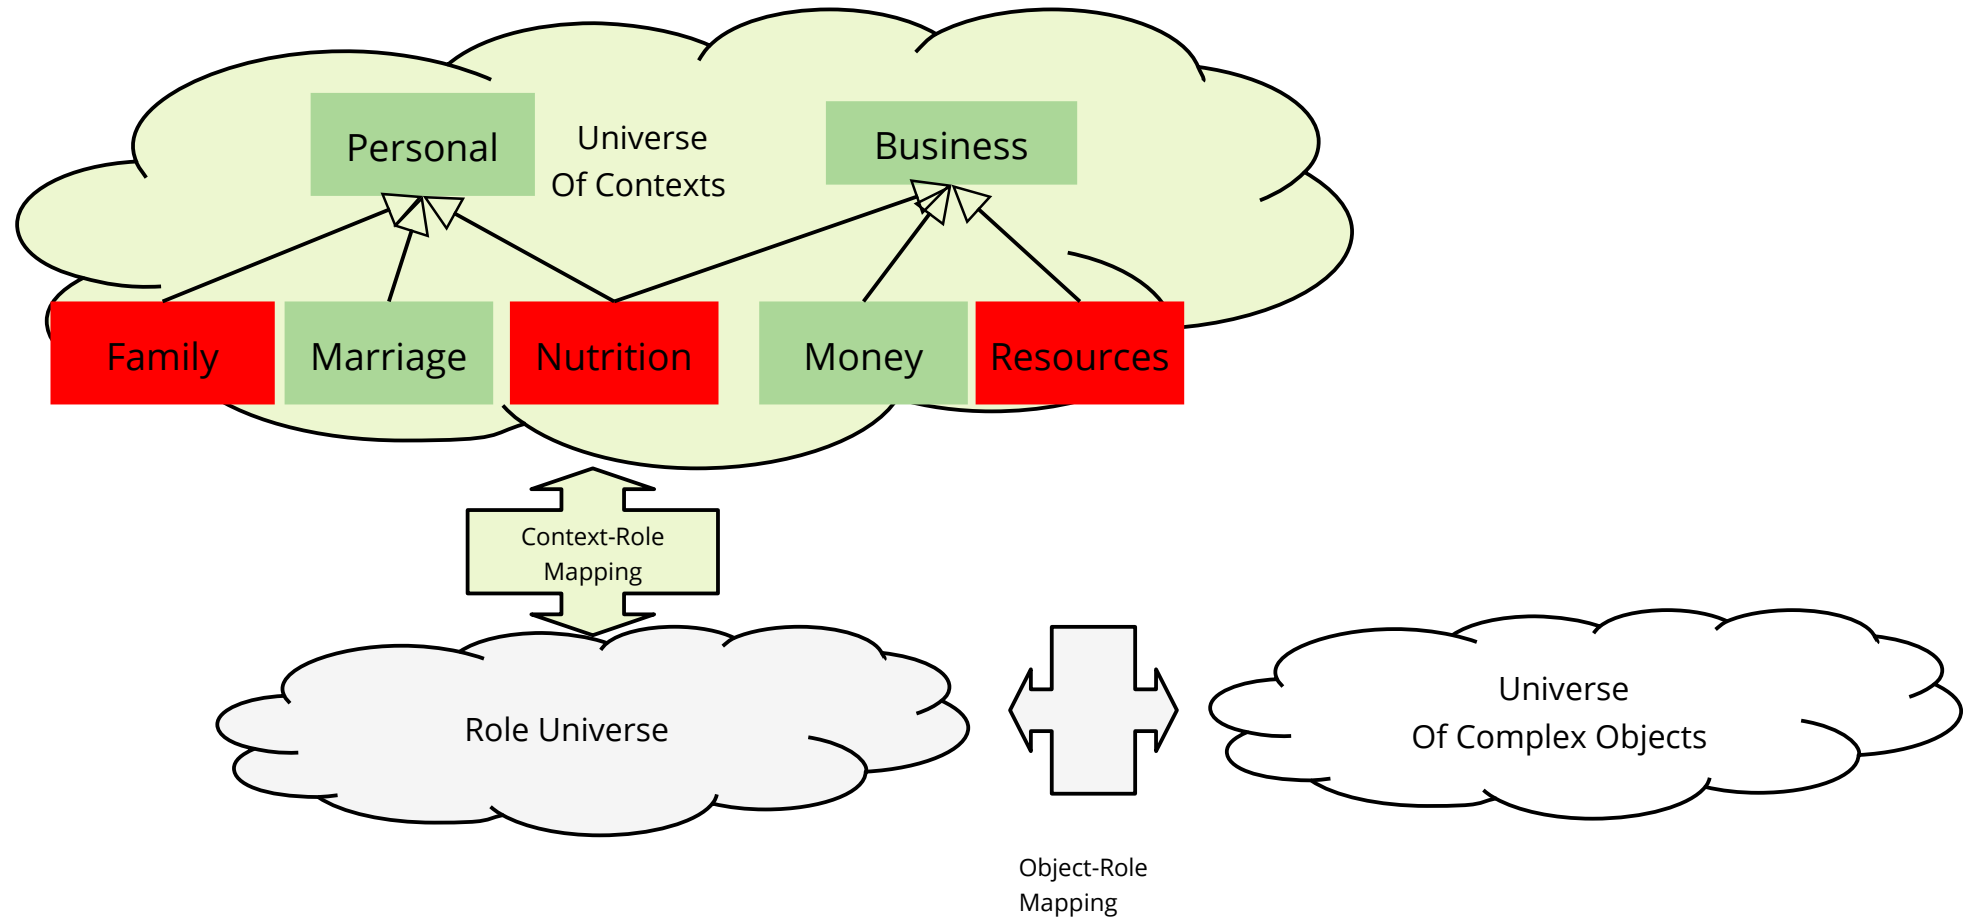 Personal
Universe
Of Contexts
Business
Family
Marriage
Nutrition
Money
Resources
Context-Role
Mapping
Role Universe
Universe
Of Complex Objects
Object-Role
Mapping